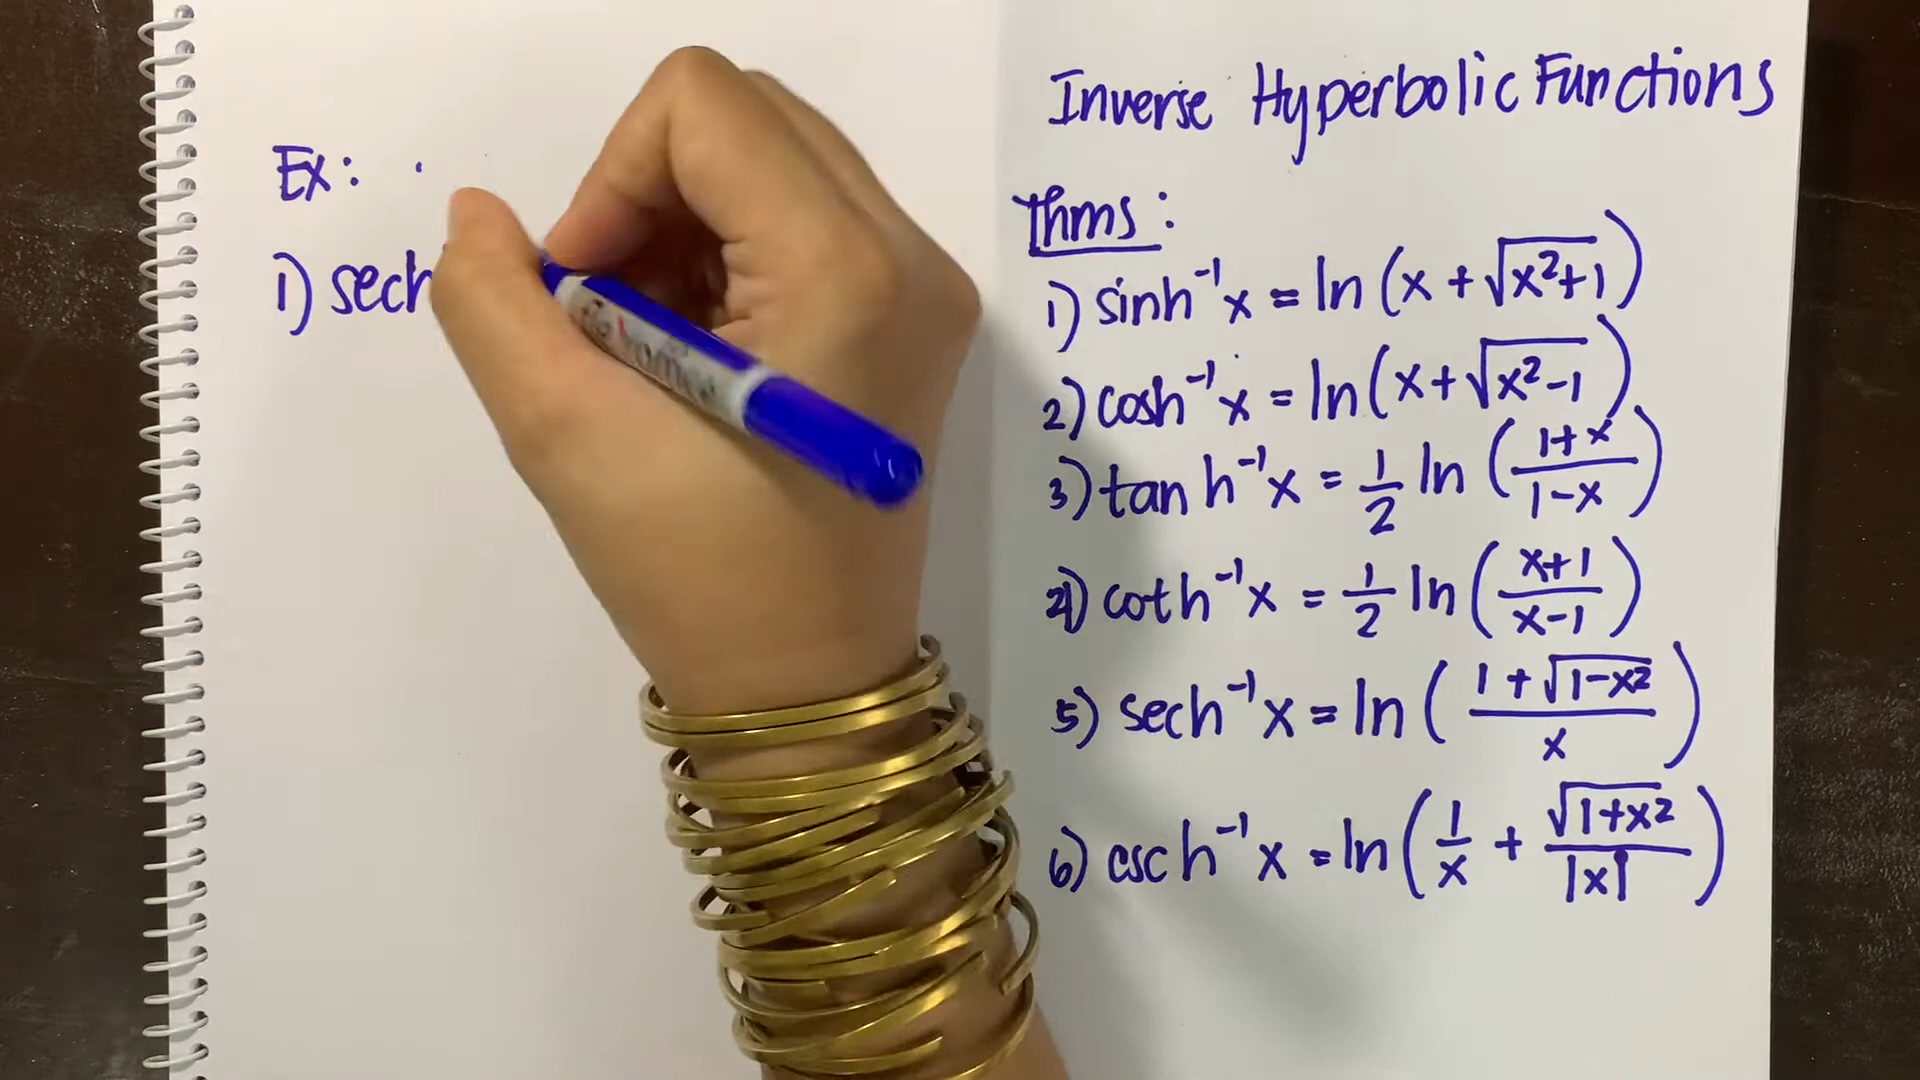 Ex:
1) sech
Inverse Hyperbolic Functions
Thms:
1) sinh⁻¹x = ln(x + √(x²+1))
2) cosh⁻¹x = ln(x + √(x²-1))
3) tanh⁻¹x = 1/2 ln((1+x)/(1-x))
4) coth⁻¹x = 1/2 ln((x+1)/(x-1))
5) sech⁻¹x = ln((1+√(1-x²))/x)
6) csch⁻¹x = ln(1/x + √(1+x²)/|x|)